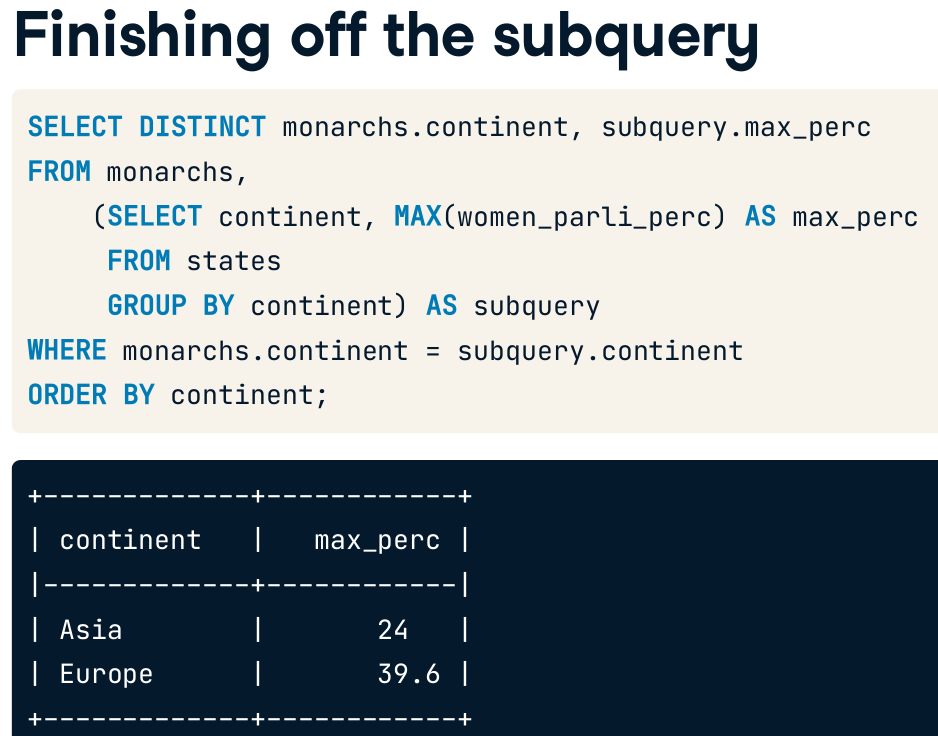 Finishing off the subquery
SELECT DISTINCT monarchs.continent, subquery.max_perc
FROM monarchs,
    (SELECT continent, MAX(women_parli_perc) AS max_perc
     FROM states
     GROUP BY continent) AS subquery
WHERE monarchs.continent = subquery.continent
ORDER BY continent;
+-------------+------------+
| continent   |   max_perc |
|-------------+------------|
| Asia        |       24   |
| Europe      |       39.6 |
+-------------+------------+